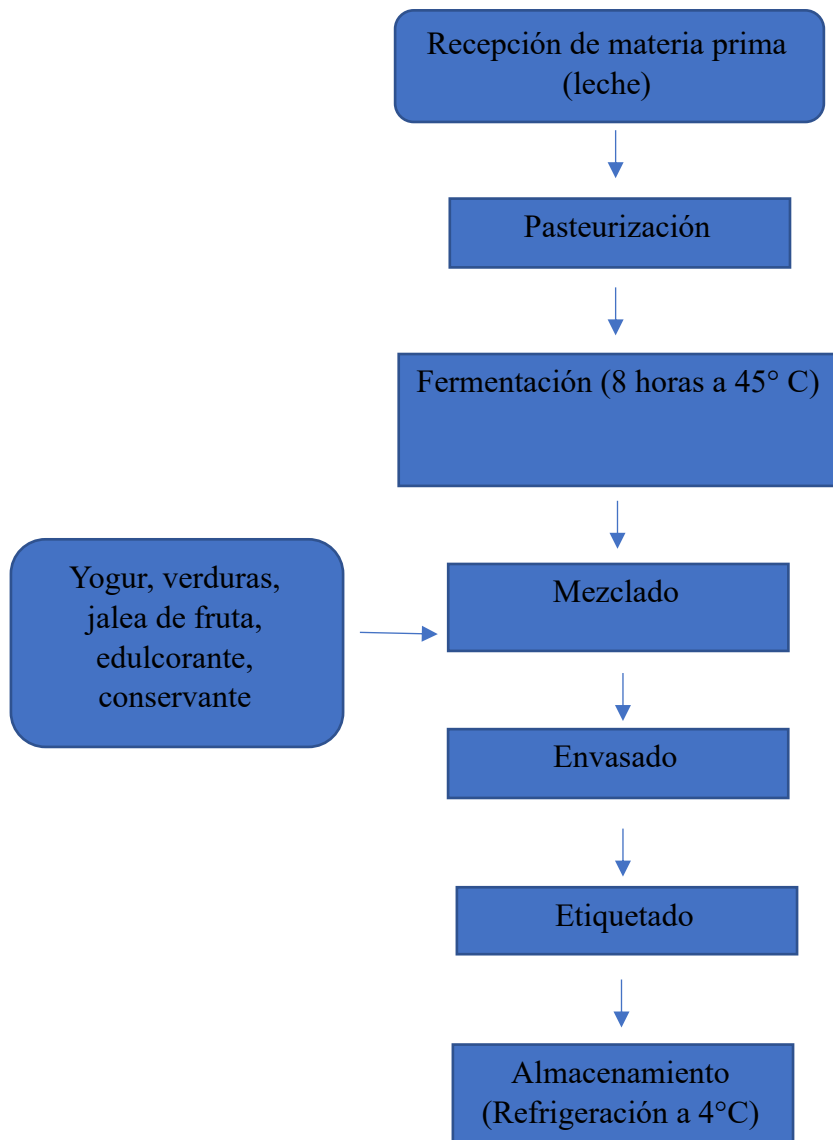 Recepción de materia prima
(leche)
Pasteurización
Fermentación (8 horas a 45° C)
Yogur, verduras,
jalea de fruta,
edulcorante,
conservante
Mezclado
Envasado
Etiquetado
Almacenamiento
(Refrigeración a 4°C)